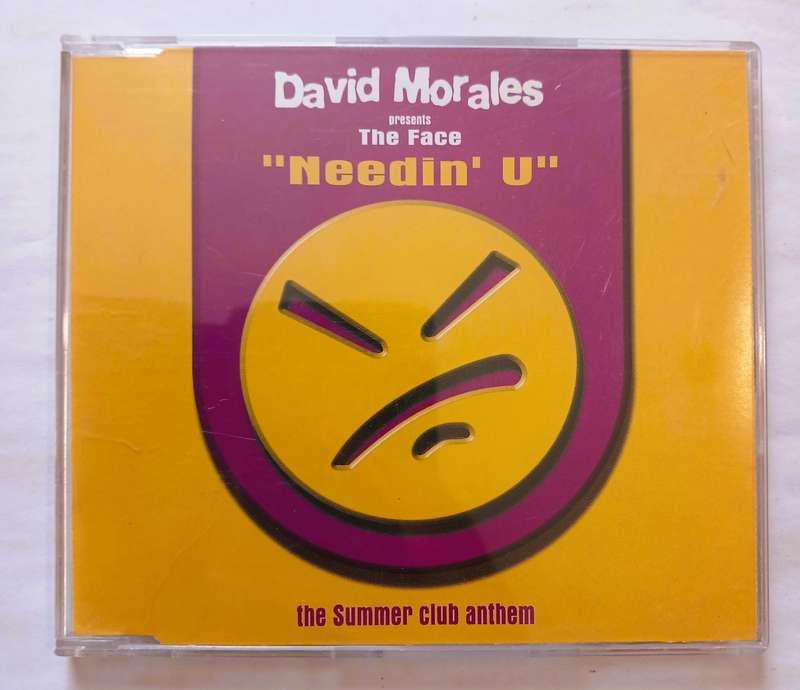 David Morales
presents
The Face
"Needin' U"
the Summer club anthem